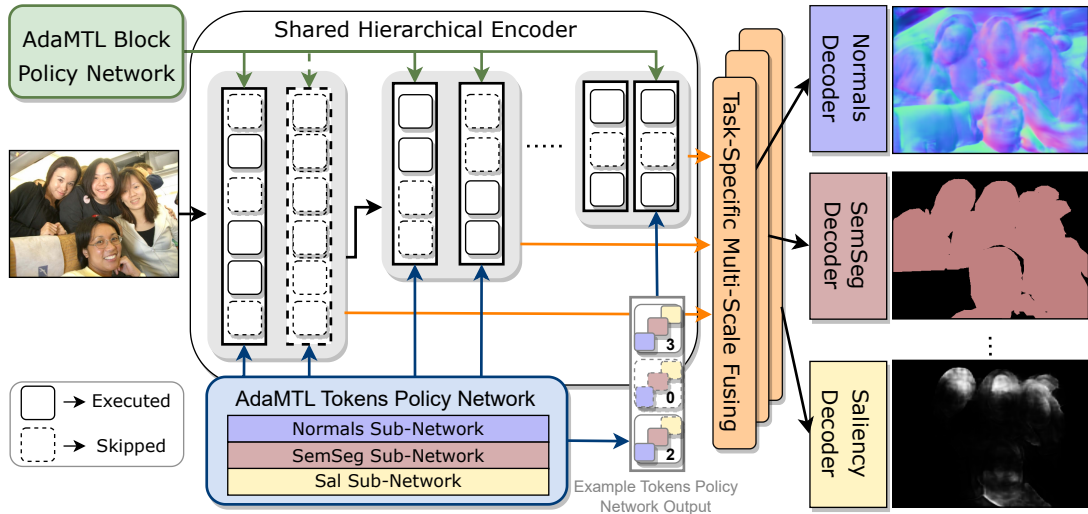 AdaMTL Block
Policy Network
Shared Hierarchical Encoder
Task-Specific Multi-Scale Fusing
Normals
Decoder
SemSeg
Decoder
Saliency
Decoder
Executed
Skipped
AdaMTL Tokens Policy Network
Normals Sub-Network
SemSeg Sub-Network
Sal Sub-Network
3
0
2
Example Tokens Policy
Network Output